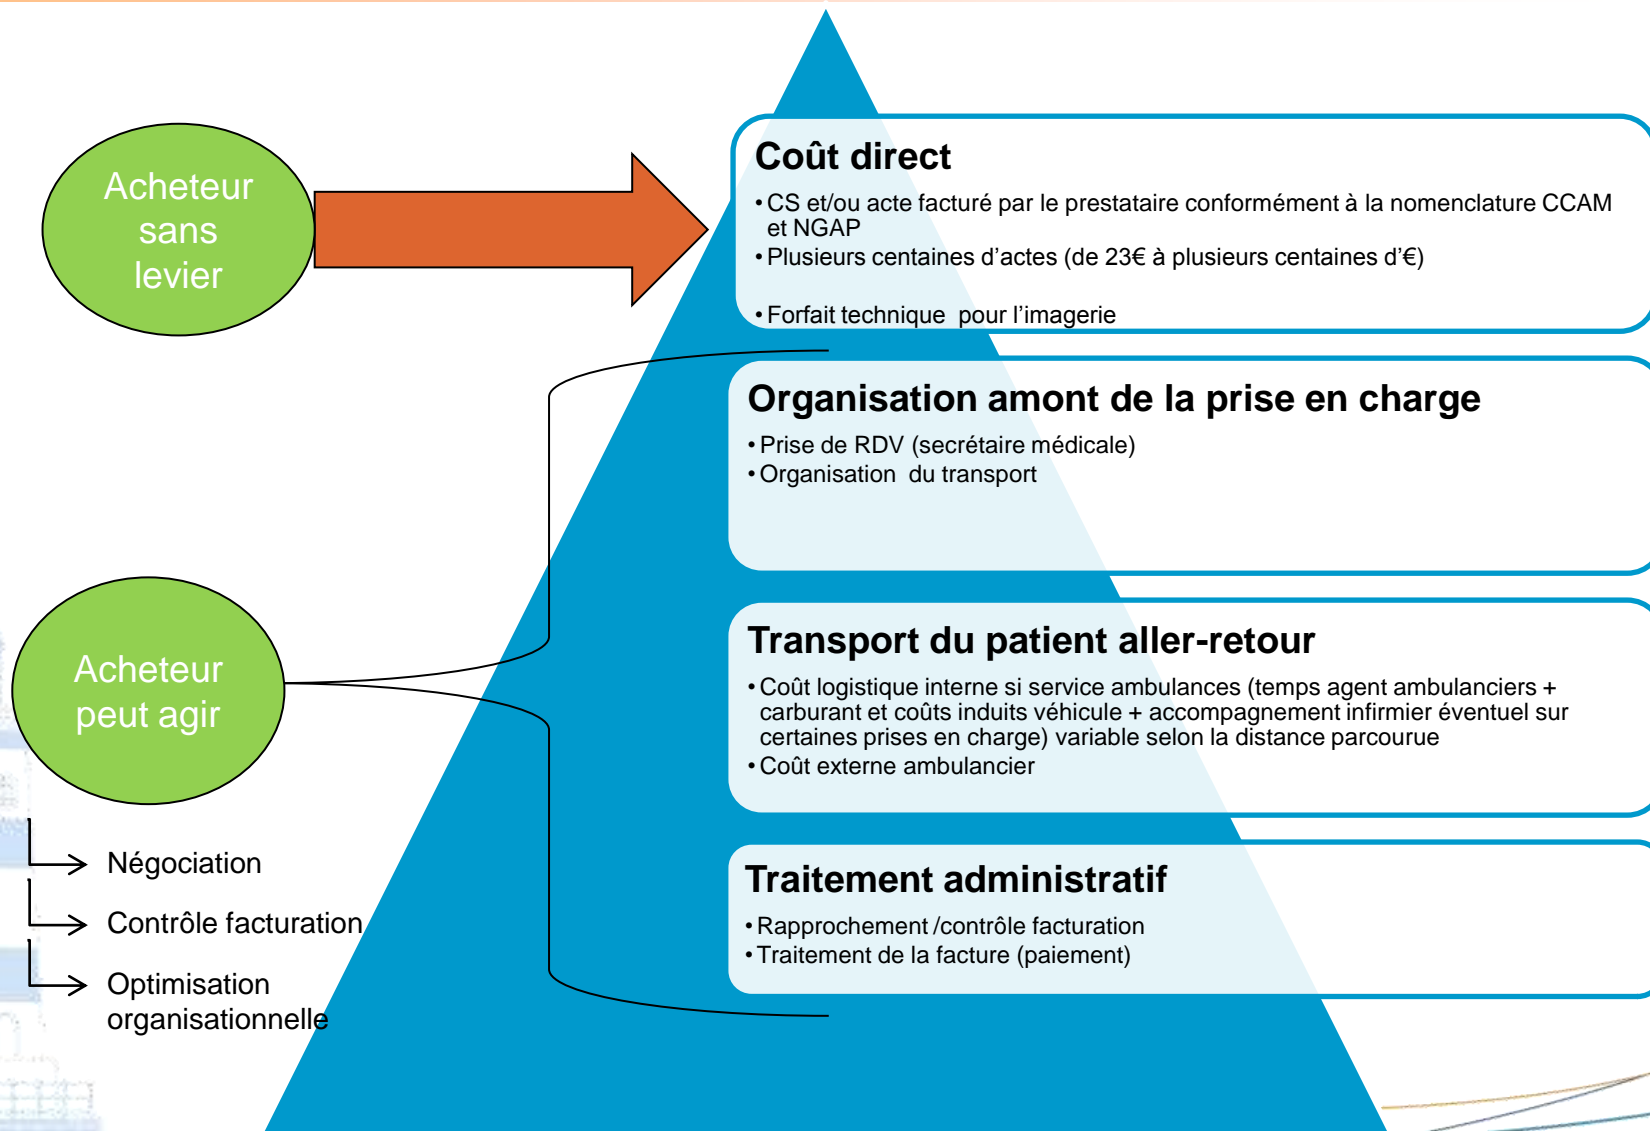 Acheteur
sans
levier
Coût direct
• CS et/ou acte facturé par le prestataire conformément à la nomenclature CCAM
et NGAP
• Plusieurs centaines d’actes (de 23€ à plusieurs centaines d’€)
• Forfait technique pour l’imagerie
Organisation amont de la prise en charge
• Prise de RDV (secrétaire médicale)
• Organisation du transport
Acheteur
peut agir
Transport du patient aller-retour
• Coût logistique interne si service ambulances (temps agent ambulanciers +
carburant et coûts induits véhicule + accompagnement infirmier éventuel sur
certaines prises en charge) variable selon la distance parcourue
• Coût externe ambulancier
Négociation
Contrôle facturation
Optimisation
organisationnelle
Traitement administratif
• Rapprochement /contrôle facturation
• Traitement de la facture (paiement)